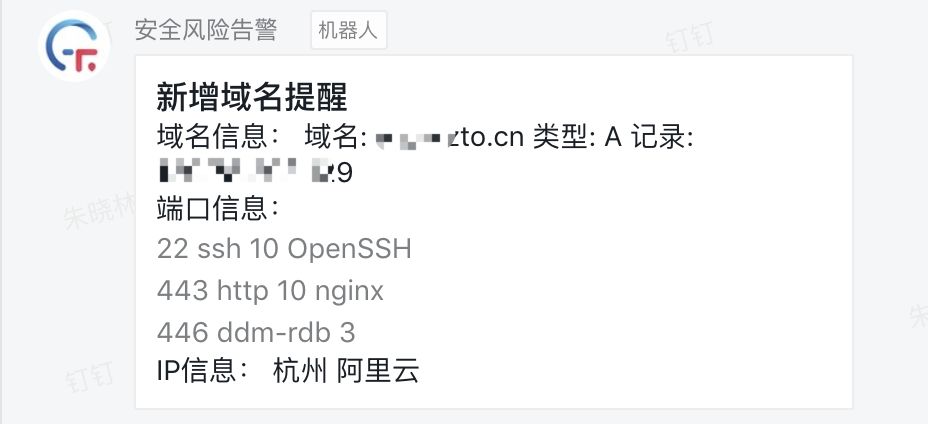 安全风险告警 机器人
新增域名提醒
域名信息: 域名: zto.cn 类型: A 记录:
9
端口信息:
22 ssh 10 OpenSSH
443 http 10 nginx
446 ddm-rdb 3
IP信息: 杭州 阿里云
钉钉
朱晓林
钉钉
朱